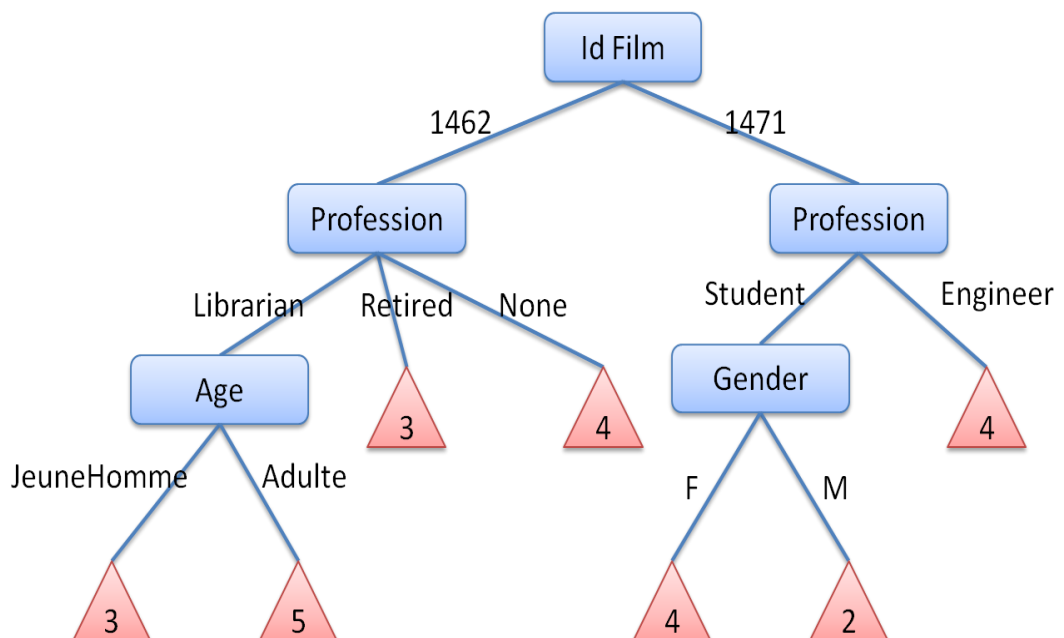 Id Film
1462
1471
Profession
Profession
Librarian
Retired
None
Student
Engineer
Age
3
4
Gender
4
JeuneHomme
Adulte
F
M
3
5
4
2